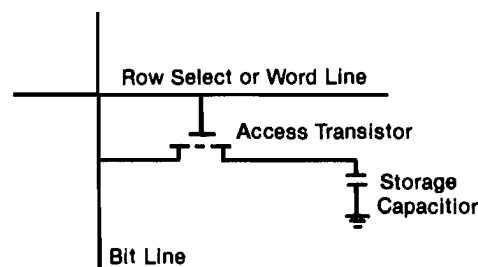 Row Select or Word Line
Access Transistor
Storage
Capacitior
Bit Line